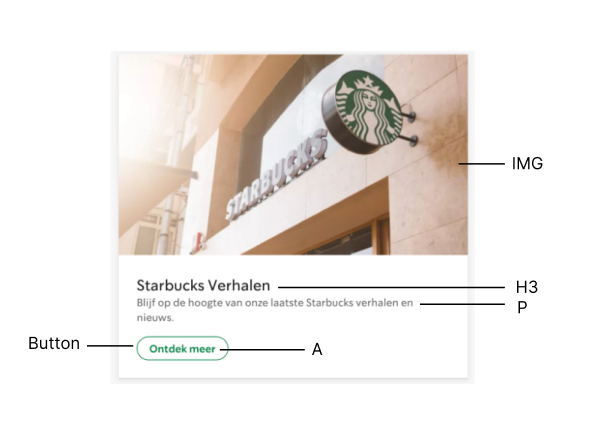 STARBUCKS
IMG
Starbucks Verhalen
H3
Blijf op de hoogte van onze laatste Starbucks verhalen en
P
nieuws.
Button
Ontdek meer
A